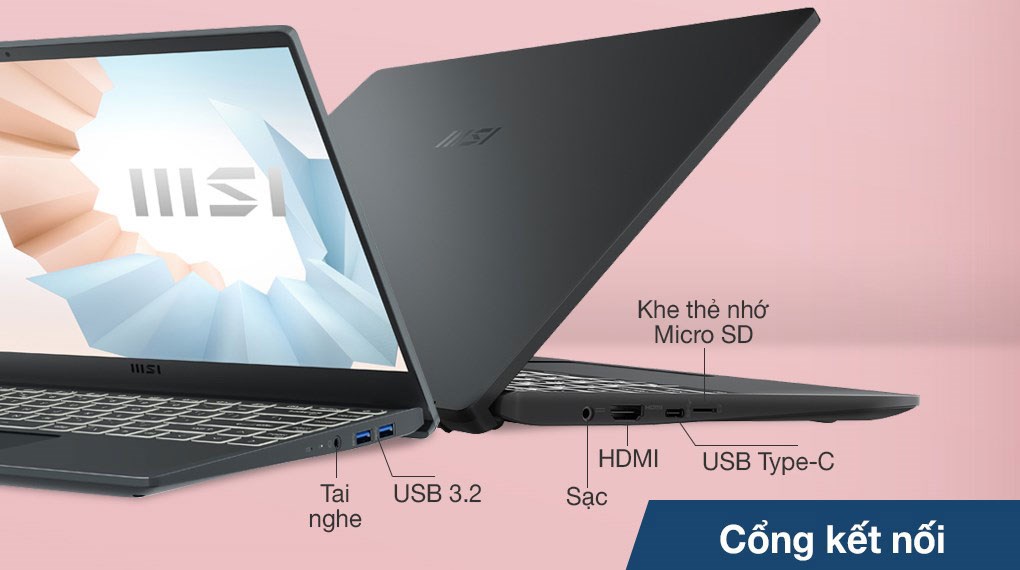 msi
msi
msi
Khe thẻ nhớ
Micro SD
HDMI
USB Type-C
Sạc
USB 3.2
Tai
nghe
Cổng kết nối